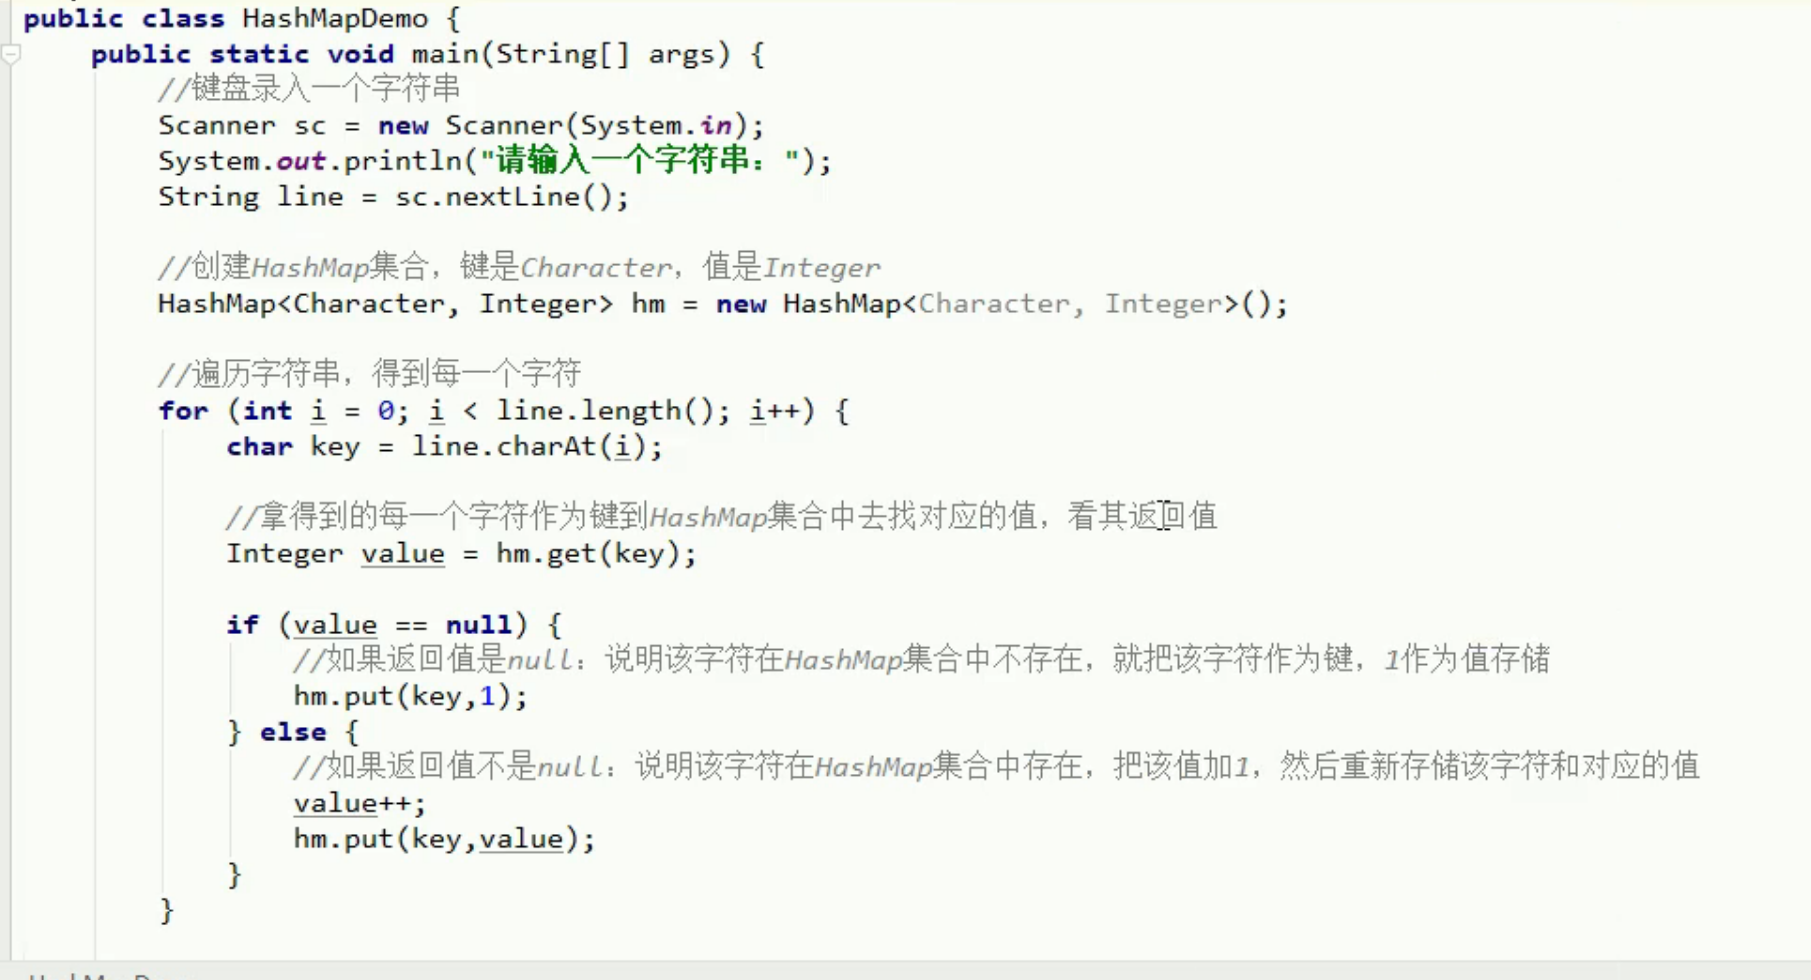 public class HashMapDemo {
public static void main(String[] args) {
//键盘录入一个字符串
Scanner sc = new Scanner(System.in);
System.out.println("请输入一个字符串：");
String line = sc.nextLine();
//创建HashMap集合，键是Character，值是Integer
HashMap<Character, Integer> hm = new HashMap<Character, Integer>();
//遍历字符串，得到每一个字符
for (int i = 0; i < line.length(); i++) {
char key = line.charAt(i);
//拿得到的每一个字符作为键到HashMap集合中去找对应的值，看其返回值
Integer value = hm.get(key);
if (value == null) {
//如果返回值是null：说明该字符在HashMap集合中不存在，就把该字符作为键，1作为值存储
hm.put(key,1);
} else {
//如果返回值不是null：说明该字符在HashMap集合中存在，把该值加1，然后重新存储该字符和对应的值
value++;
hm.put(key,value);
}
}